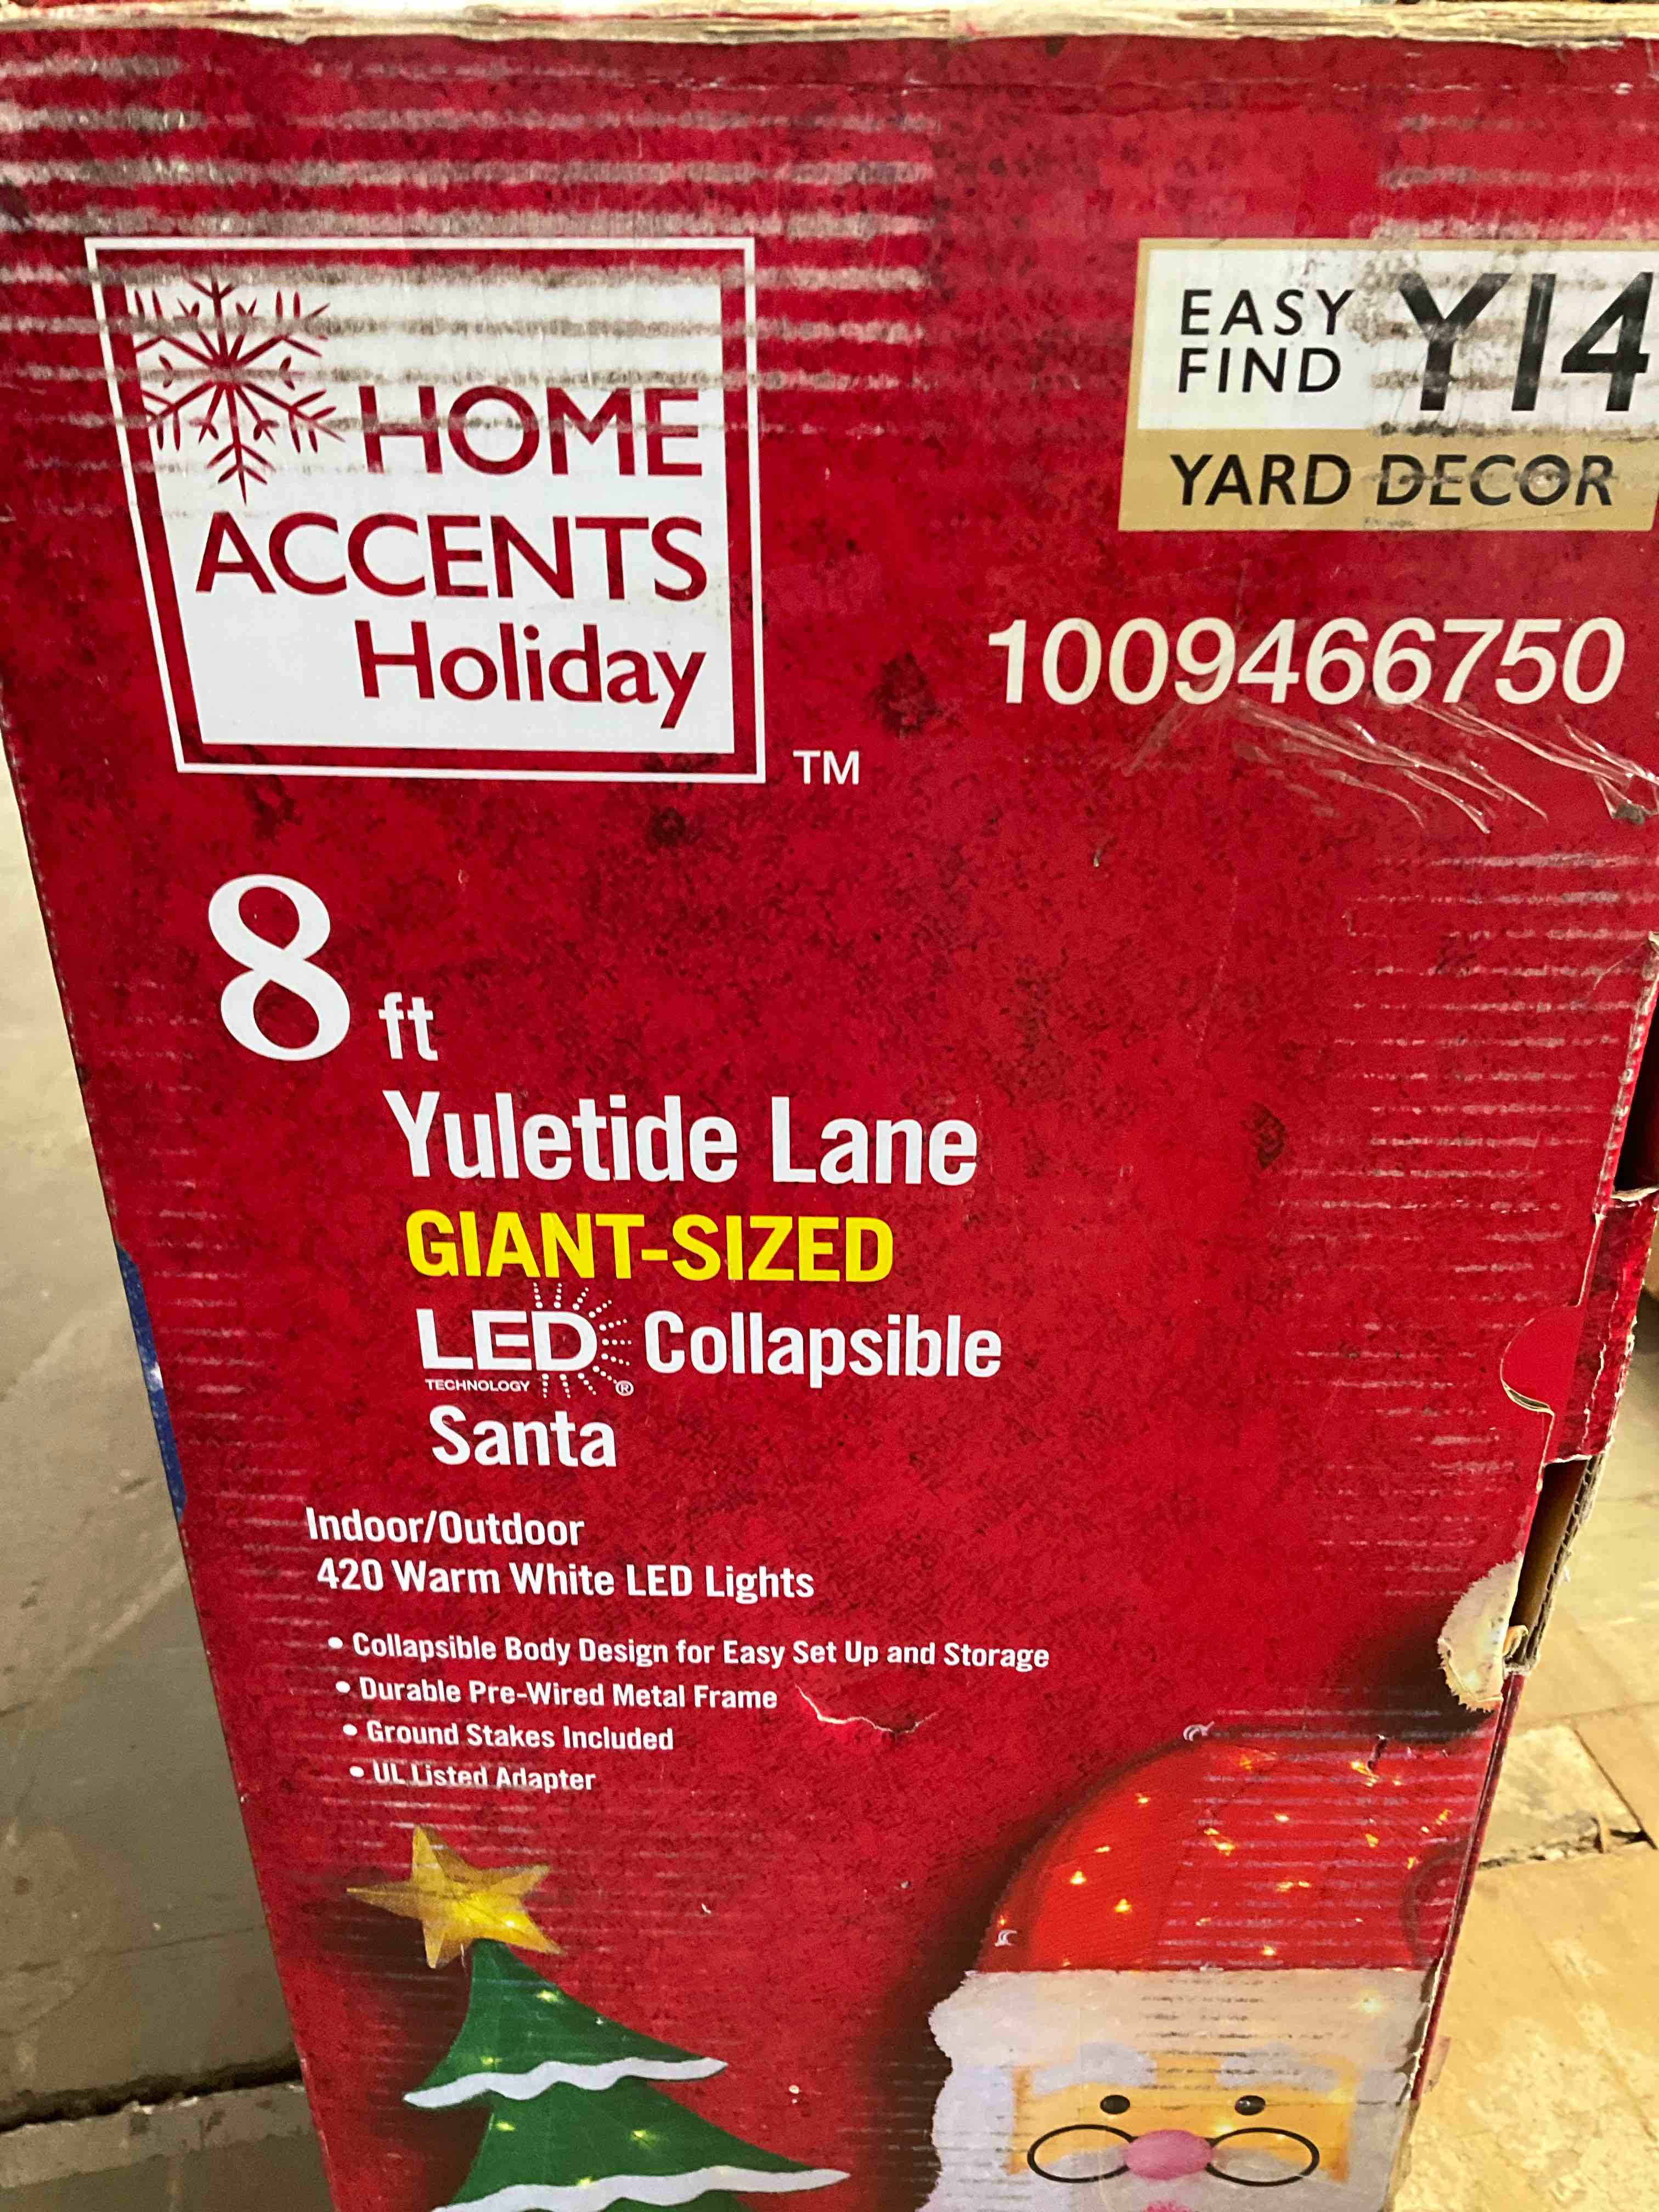 HOME
ACCENTS
Holiday
TM
EASY
FIND
Y14
YARD DECOR
1009466750
8 ft
Yuletide Lane
GIANT-SIZED
LED Collapsible
TECHNOLOGY ®
Santa
Indoor/Outdoor
420 Warm White LED Lights
• Collapsible Body Design for Easy Set Up and Storage
• Durable Pre-Wired Metal Frame
• Ground Stakes Included
• UL Listed Adapter